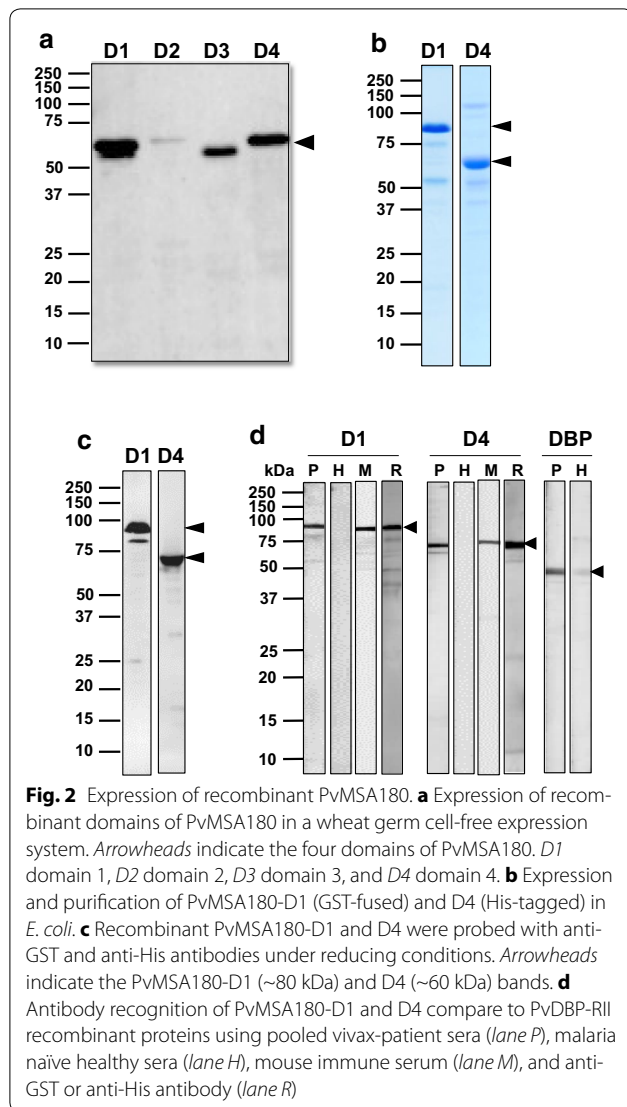 a
D1 D2 D3 D4
250
150
100
75
50
37
25
20
15
10
b
D1 D4
250
150
100
75
50
37
25
20
15
10
c
D1 D4
250
150
100
75
50
37
25
20
15
10
d
D1 D4 DBP
kDa P H M R P H M R P H
250
150
100
75
50
37
25
20
15
10
Fig. 2 Expression of recombinant PvMSA180. a Expression of recom-
binant domains of PvMSA180 in a wheat germ cell-free expression
system. Arrowheads indicate the four domains of PvMSA180. D1
domain 1, D2 domain 2, D3 domain 3, and D4 domain 4. b Expression
and purification of PvMSA180-D1 (GST-fused) and D4 (His-tagged) in
E. coli. c Recombinant PvMSA180-D1 and D4 were probed with anti-
GST and anti-His antibodies under reducing conditions. Arrowheads
indicate the PvMSA180-D1 (~80 kDa) and D4 (~60 kDa) bands. d
Antibody recognition of PvMSA180-D1 and D4 compare to PvDBP-RII
recombinant proteins using pooled vivax-patient sera (lane P), malaria
naïve healthy sera (lane H), mouse immune serum (lane M), and anti-
GST or anti-His antibody (lane R)